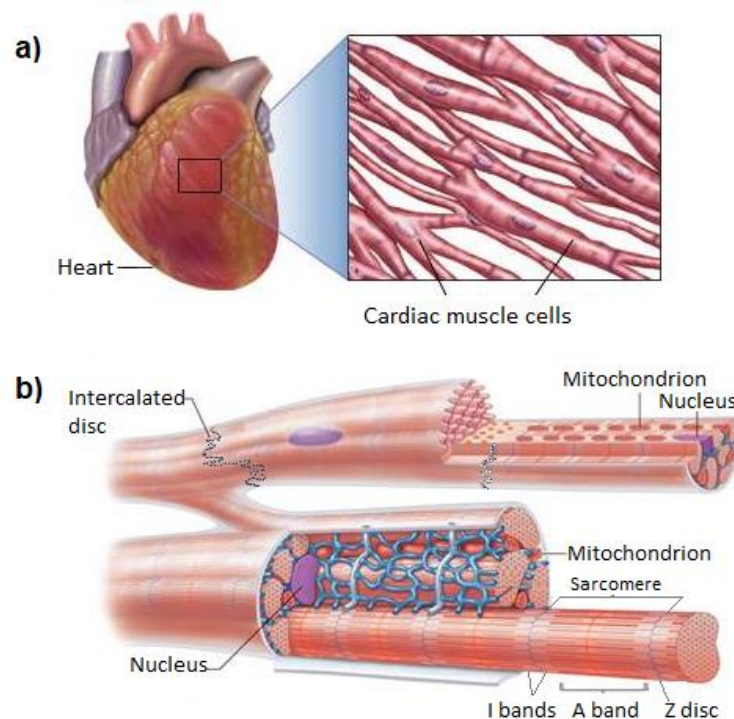 a)
Heart
Cardiac muscle cells
b)
Intercalated
disc
Mitochondrion
Nucleus
Mitochondrion
Sarcomere
Nucleus
I bands
A band
Z disc